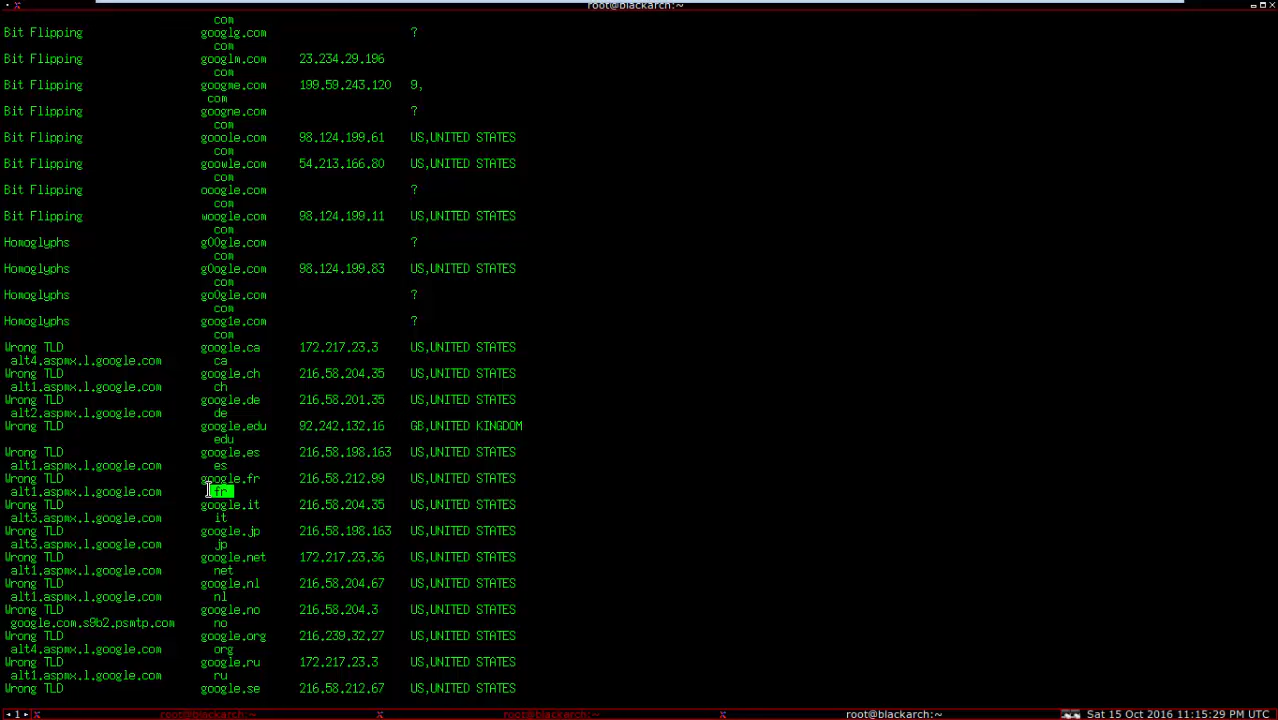 root@blackarch:~
com
Bit Flipping googlg.com ?
com
Bit Flipping googlm.com 23.234.29.196
com
Bit Flipping googme.com 199.59.243.120 9,
com
Bit Flipping googne.com ?
com
Bit Flipping gooole.com 98.124.199.61 US,UNITED STATES
com
Bit Flipping goowle.com 54.213.166.80 US,UNITED STATES
com
Bit Flipping ooogle.com ?
com
Bit Flipping woogle.com 98.124.199.11 US,UNITED STATES
com
Homoglyphs g00gle.com ?
com
Homoglyphs g0ogle.com 98.124.199.83 US,UNITED STATES
com
Homoglyphs go0gle.com ?
com
Homoglyphs goog1e.com ?
com
Wrong TLD google.ca 172.217.23.3 US,UNITED STATES
alt4.aspmx.l.google.com ca
Wrong TLD google.ch 216.58.204.35 US,UNITED STATES
alt1.aspmx.l.google.com ch
Wrong TLD google.de 216.58.201.35 US,UNITED STATES
alt2.aspmx.l.google.com de
Wrong TLD google.edu 92.242.132.16 GB,UNITED KINGDOM
edu
Wrong TLD google.es 216.58.198.163 US,UNITED STATES
alt1.aspmx.l.google.com es
Wrong TLD google.fr 216.58.212.99 US,UNITED STATES
alt1.aspmx.l.google.com fr
Wrong TLD google.it 216.58.204.35 US,UNITED STATES
alt3.aspmx.l.google.com it
Wrong TLD google.jp 216.58.198.163 US,UNITED STATES
alt3.aspmx.l.google.com jp
Wrong TLD google.net 172.217.23.36 US,UNITED STATES
alt1.aspmx.l.google.com net
Wrong TLD google.nl 216.58.204.67 US,UNITED STATES
alt1.aspmx.l.google.com nl
Wrong TLD google.no 216.58.204.3 US,UNITED STATES
google.com.s9b2.psmtp.com no
Wrong TLD google.org 216.239.32.27 US,UNITED STATES
alt4.aspmx.l.google.com org
Wrong TLD google.ru 172.217.23.3 US,UNITED STATES
alt1.aspmx.l.google.com ru
Wrong TLD google.se 216.58.212.67 US,UNITED STATES
1 root@blackarch:~ root@blackarch:~ root@blackarch:~ Sat 15 Oct 2016 11:15:29 PM UTC